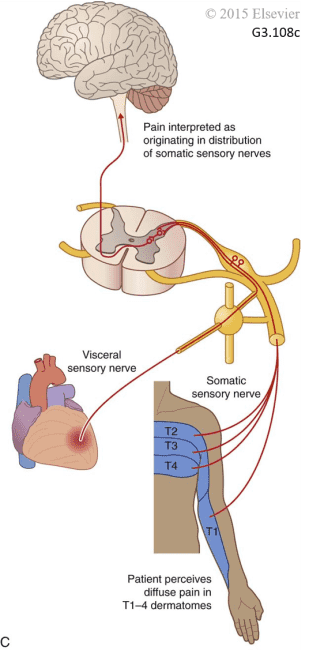 © 2015 Elsevier
G3.108c
Pain interpreted as
originating in distribution
of somatic sensory nerves
Visceral
sensory nerve
Somatic
sensory nerve
T2
T3
T4
T1
Patient perceives
diffuse pain in
T1–4 dermatomes
C